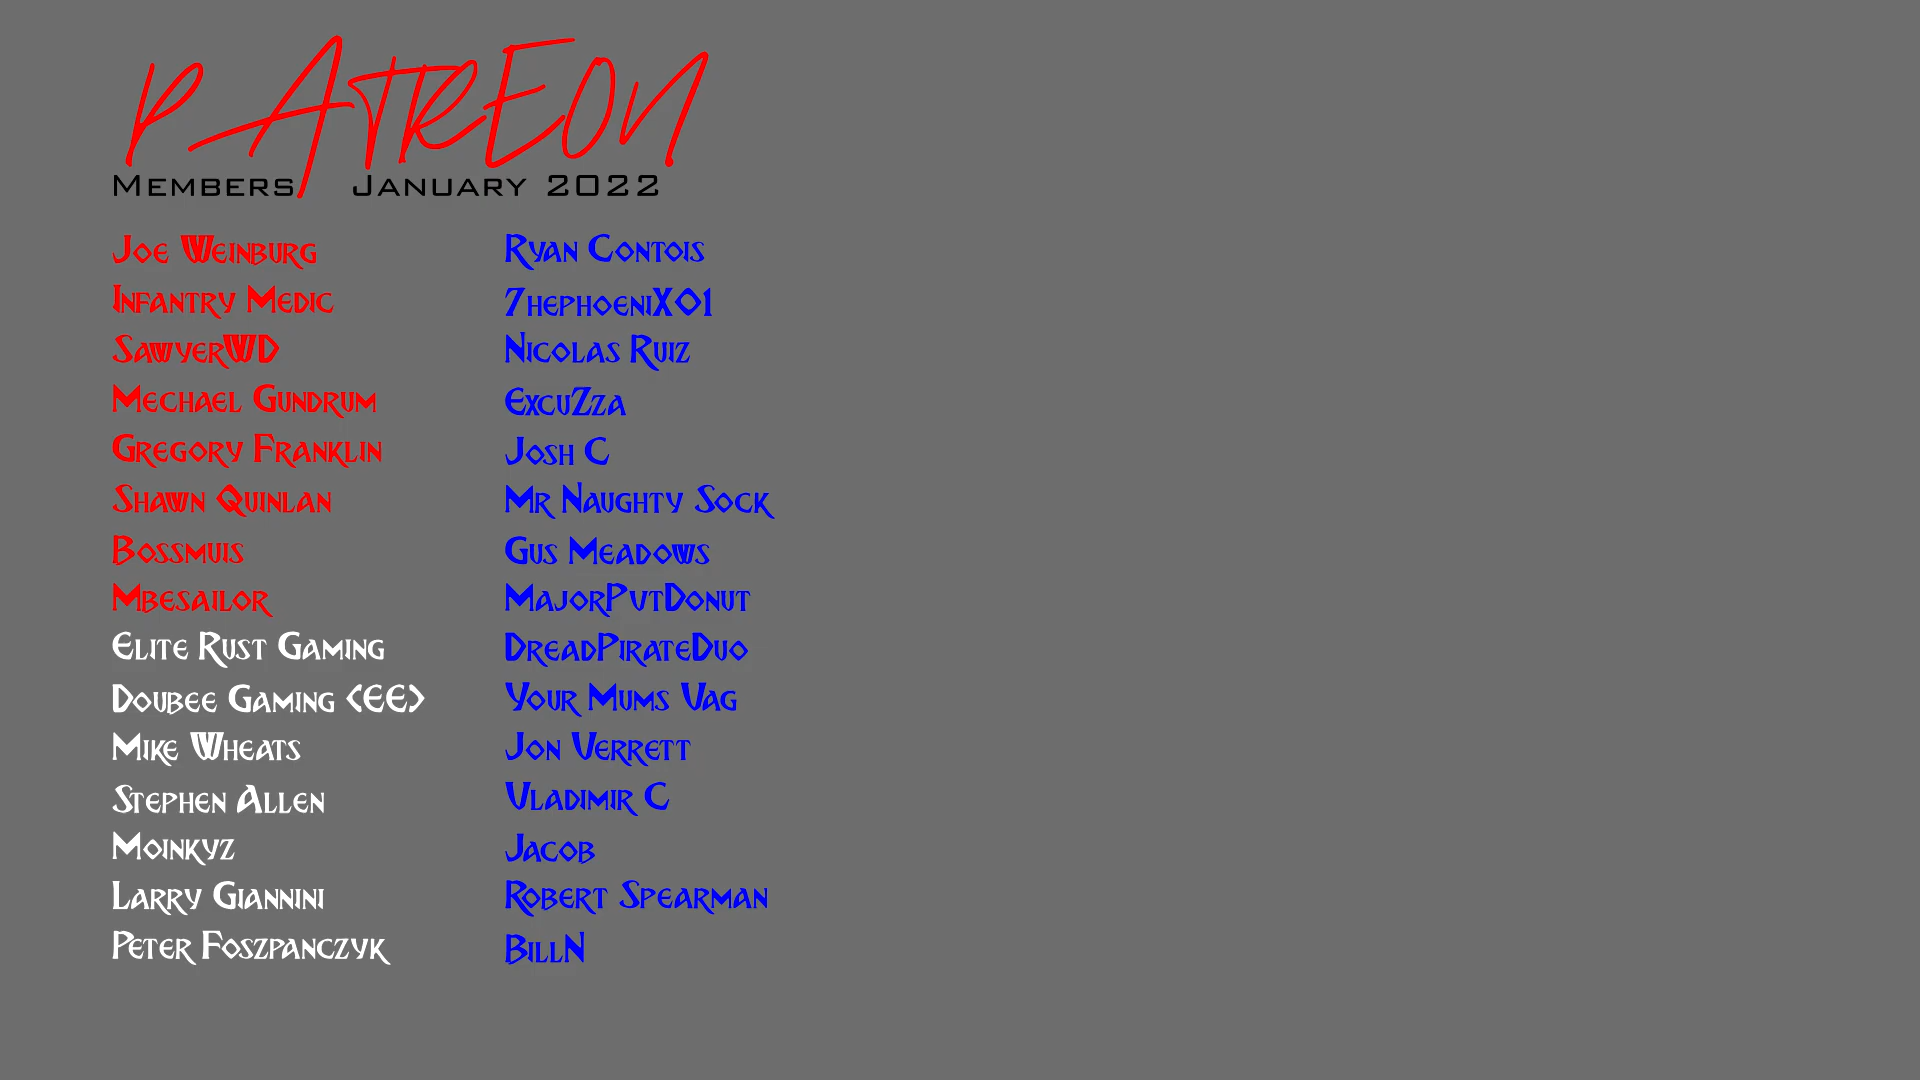 PATREON
Members January 2022
Joe Weinburg
Infantry Medic
SawyerWD
Mechael Gundrum
Gregory Franklin
Shawn Quinlan
Bossmuis
Mbesailor
Elite Rust Gaming
Doubee Gaming <EE>
Mike Wheats
Stephen Allen
Moinkyz
Larry Giannini
Peter Foszpanczyk
Ryan Contois
7hephoeniX01
Nicolas Ruiz
ExcuZza
Josh C
Mr Naughty Sock
Gus Meadows
MajorPutDonut
DreadPirateDuo
Your Mums Vag
Jon Verrett
Vladimir C
Jacob
Robert Spearman
BillN